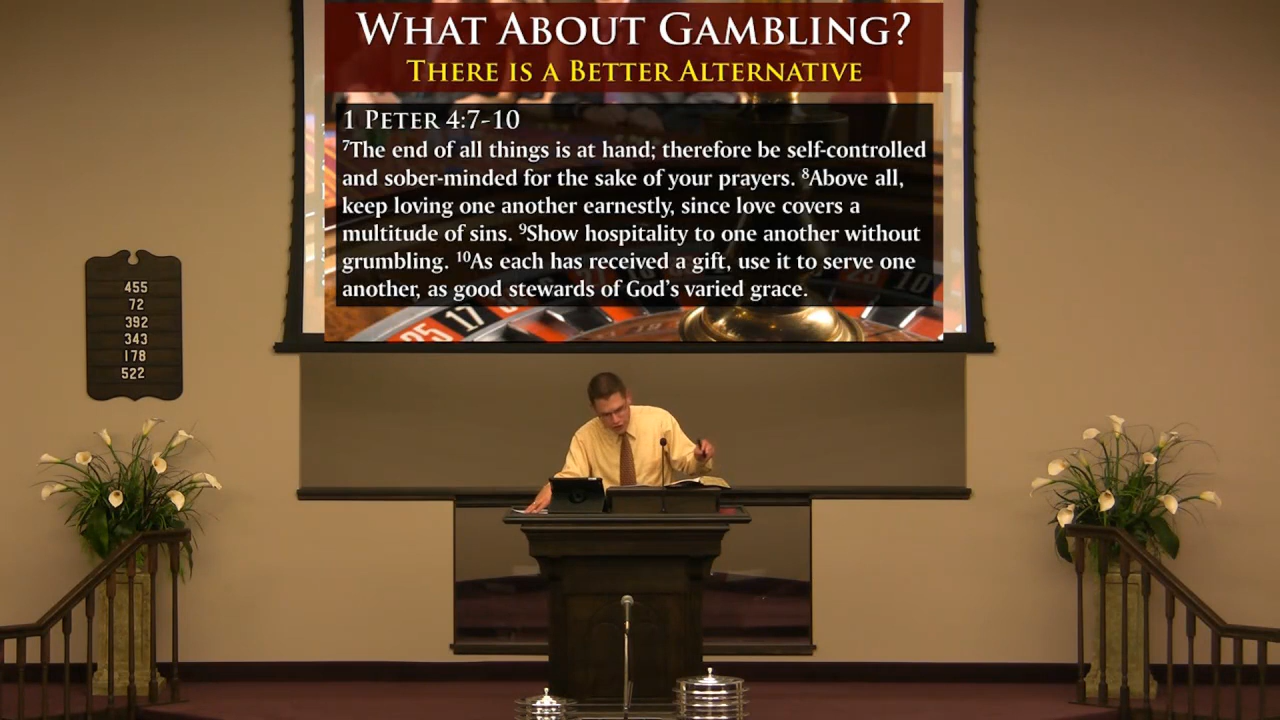 WHAT ABOUT GAMBLING?
THERE IS A BETTER ALTERNATIVE
1 PETER 4:7-10
7The end of all things is at hand; therefore be self-controlled
and sober-minded for the sake of your prayers. 8Above all,
keep loving one another earnestly, since love covers a
multitude of sins. 9Show hospitality to one another without
grumbling. 10As each has received a gift, use it to serve one
another, as good stewards of God's varied grace.
25 17
10
455
72
392
343
178
522